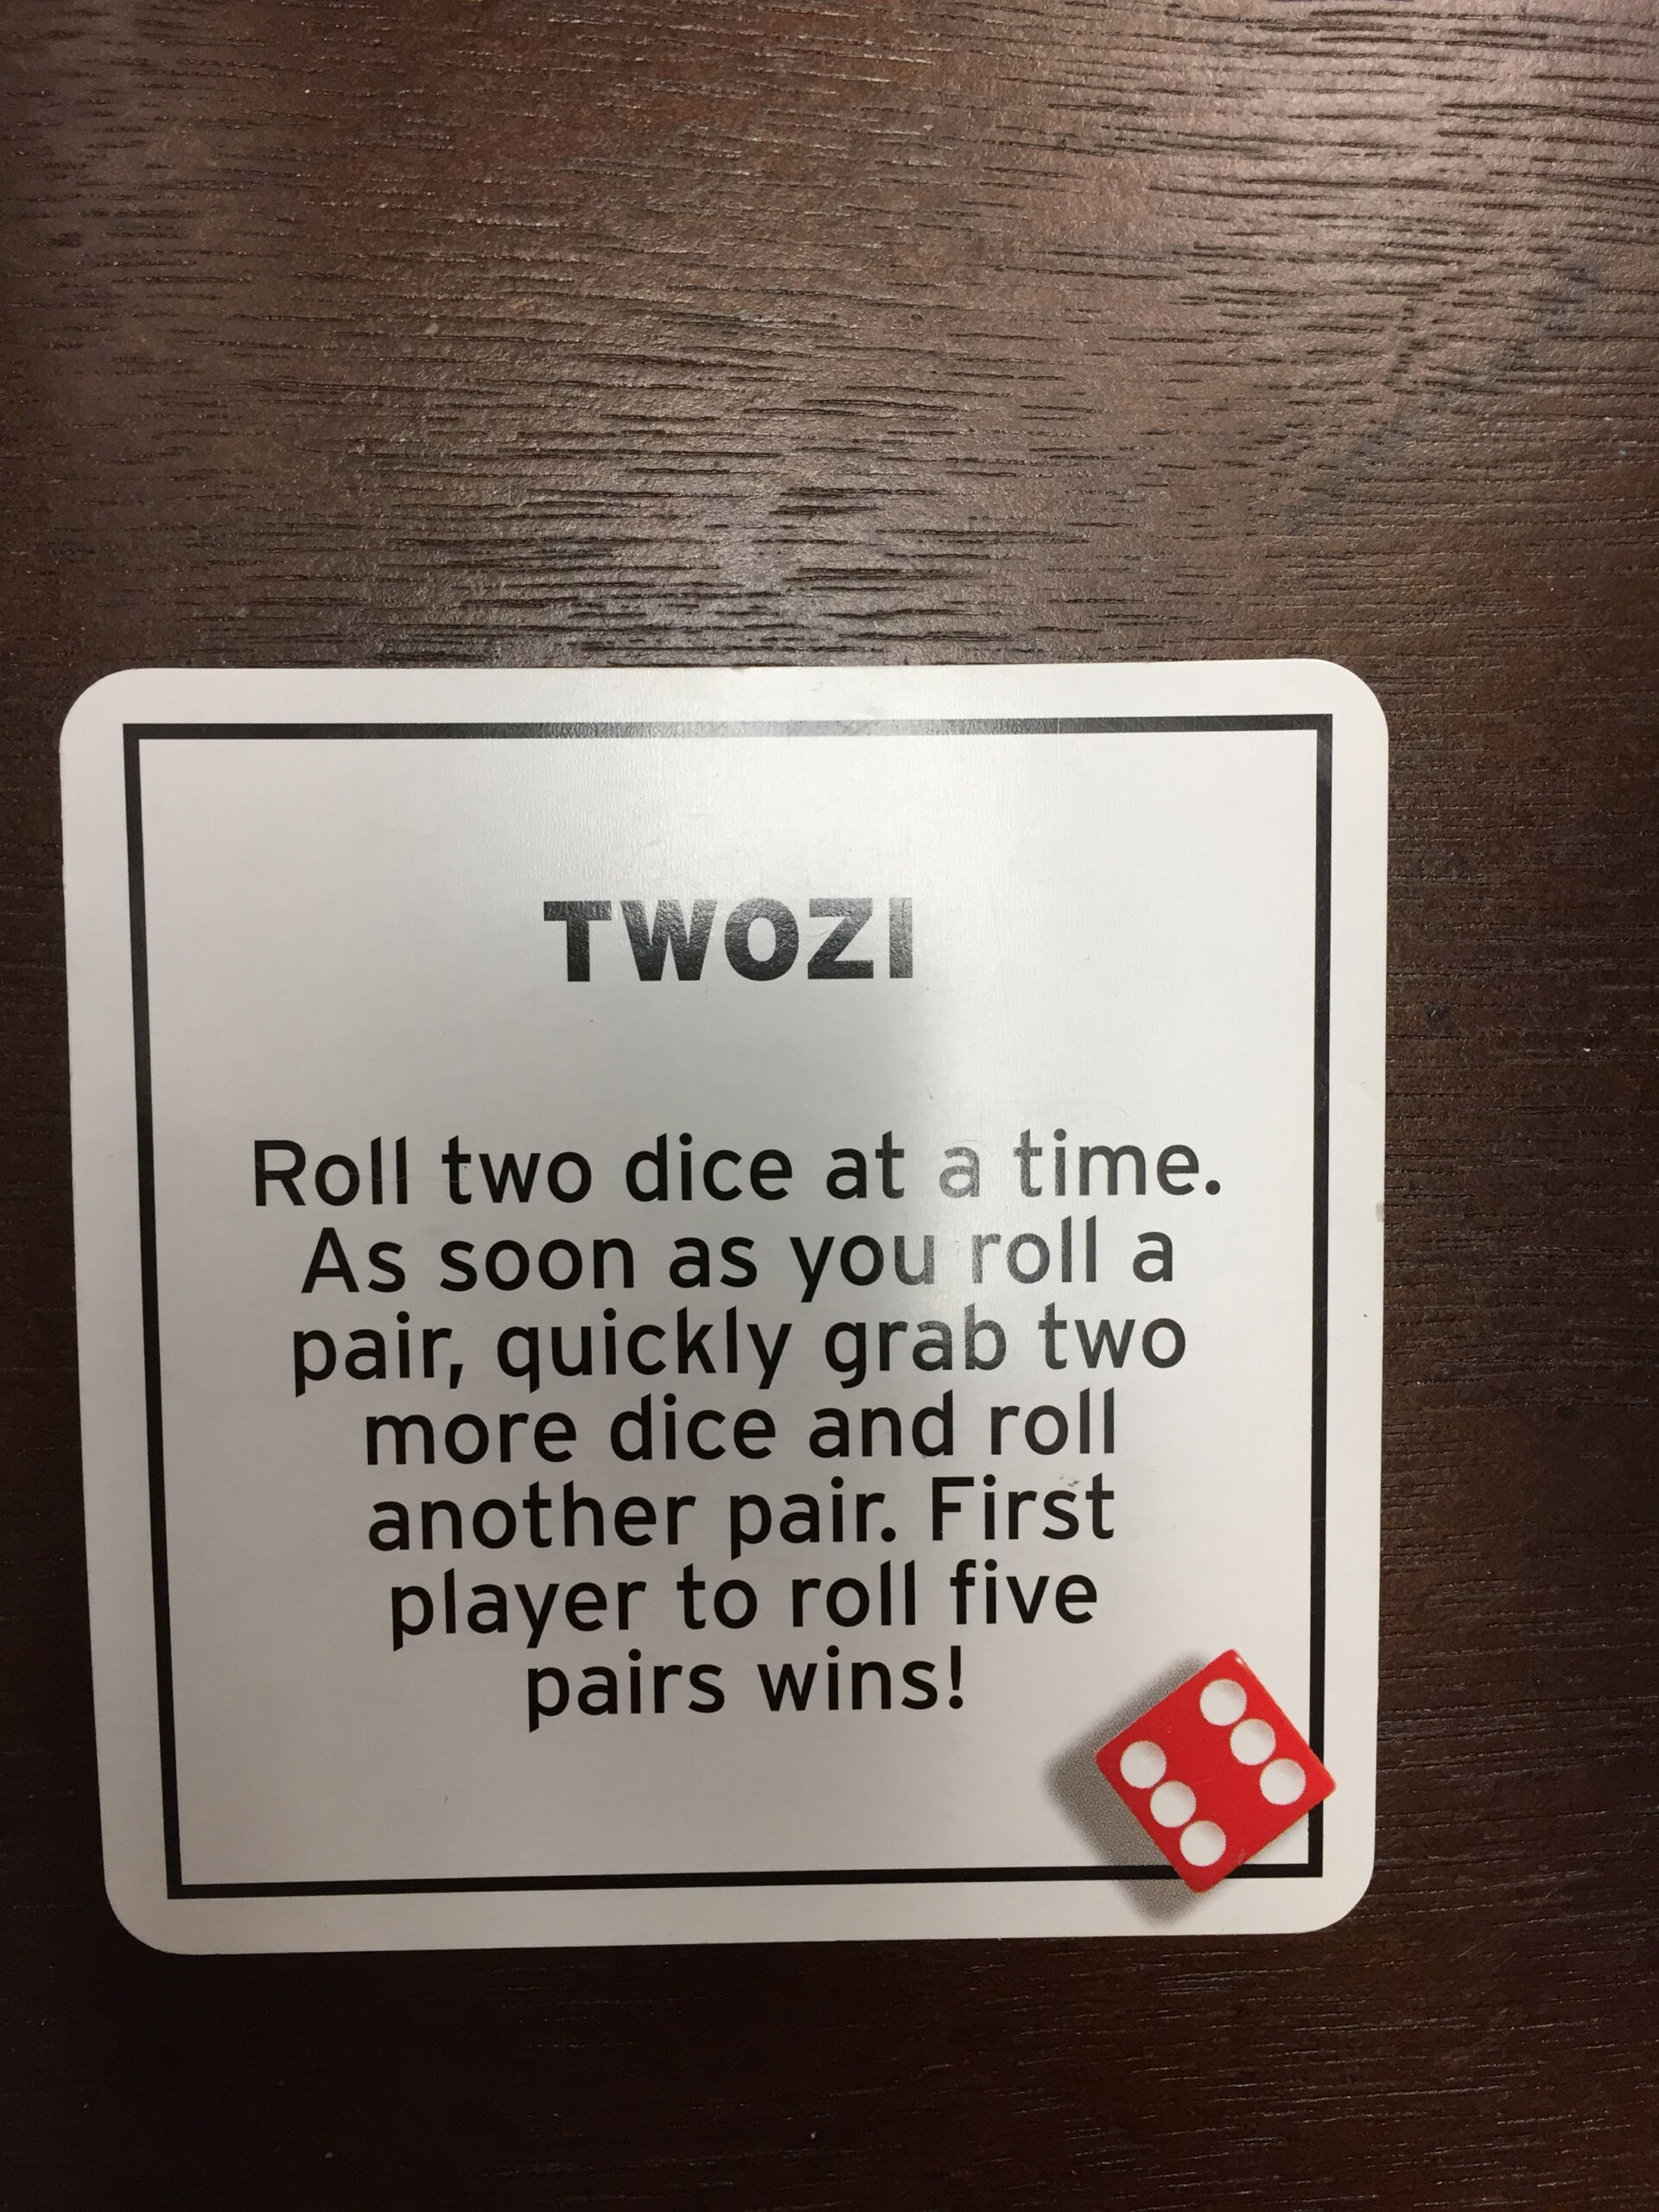 TWOZI
Roll two dice at a time.
As soon as you roll a
pair, quickly grab two
more dice and roll
another pair. First
player to roll five
pairs wins!